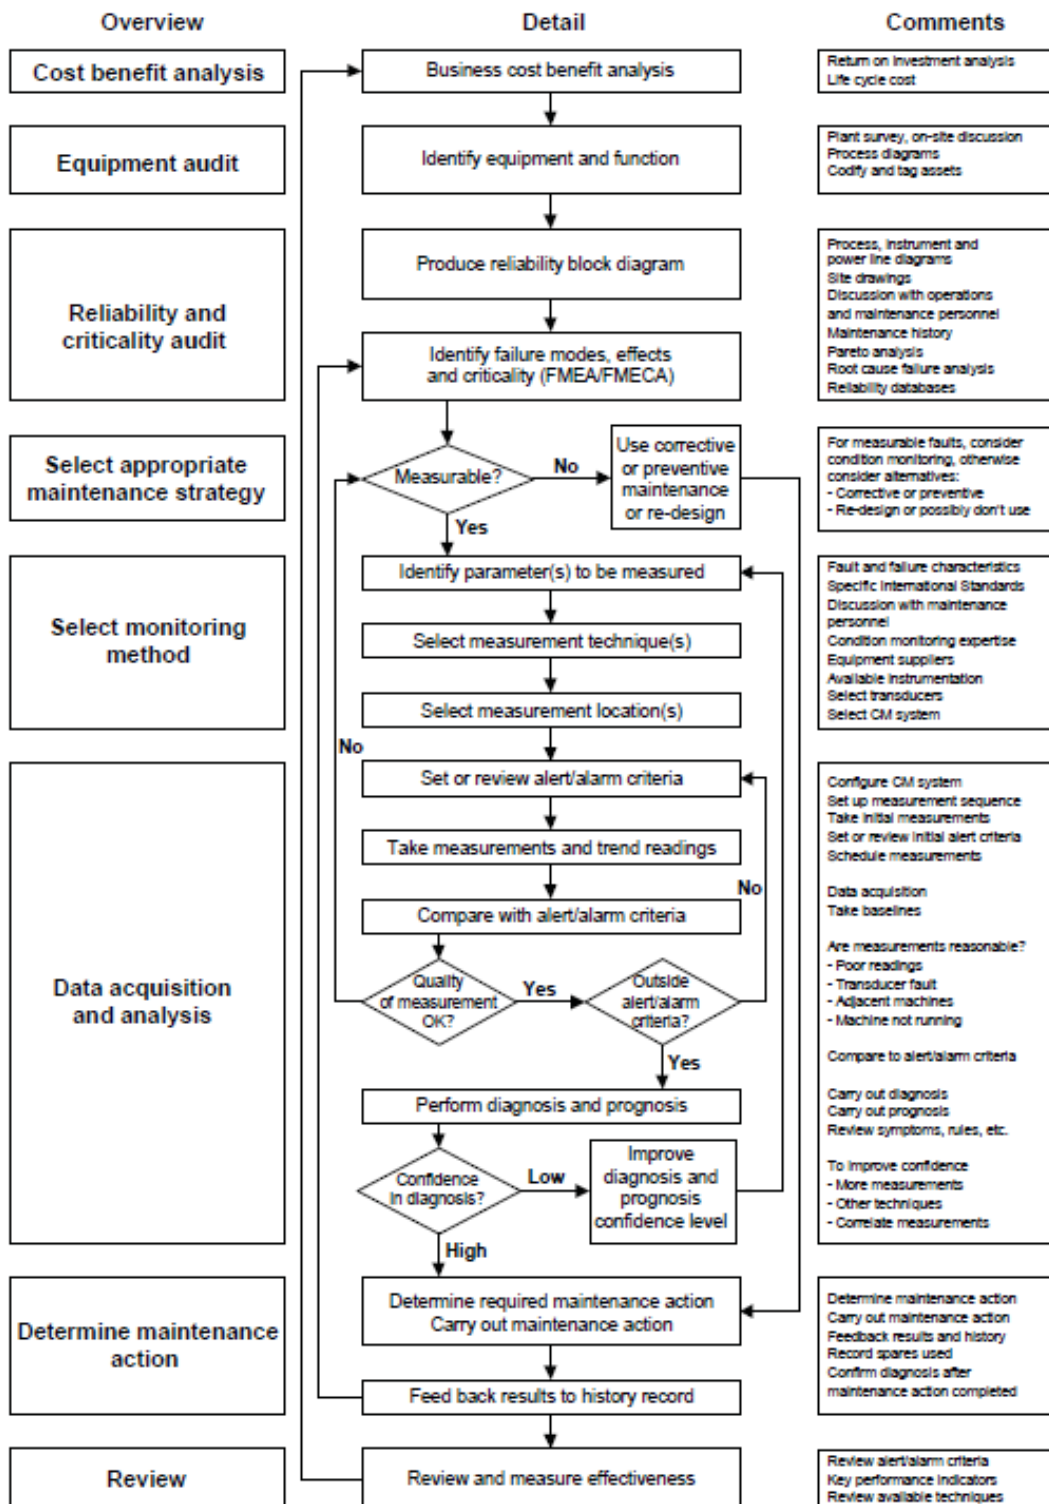 Overview
Detail
Comments
Cost benefit analysis
Business cost benefit analysis
Return on investment analysis
Life cycle cost
Equipment audit
Identify equipment and function
Plant survey, on-site discussion
Process diagrams
Codify and tag assets
Reliability and
criticality audit
Produce reliability block diagram
Identify failure modes, effects
and criticality (FMEA/FMECA)
Process, instrument and
power line diagrams
Site drawings
Discussion with operations
and maintenance personnel
Maintenance history
Pareto analysis
Root cause failure analysis
Reliability databases
Select appropriate
maintenance strategy
Measurable?
No
Yes
Use corrective
or preventive
maintenance
or re-design
For measurable faults, consider
condition monitoring, otherwise
consider alternatives:
- Corrective or preventive
- Re-design or possibly don't use
Select monitoring
method
Identify parameter(s) to be measured
Select measurement technique(s)
Select measurement location(s)
Fault and failure characteristics
Specific International Standards
Discussion with maintenance
personnel
Condition monitoring expertise
Equipment suppliers
Available instrumentation
Select transducers
Select CM system
No
Data acquisition
and analysis
Set or review alert/alarm criteria
Take measurements and trend readings
No
Compare with alert/alarm criteria
Quality
of measurement
OK?
Yes
Outside
alert/alarm
criteria?
Yes
Perform diagnosis and prognosis
Confidence
in diagnosis?
Low
High
Improve
diagnosis and
prognosis
confidence level
Configure CM system
Set up measurement sequence
Take initial measurements
Set or review initial alert criteria
Schedule measurements
Data acquisition
Take baselines
Are measurements reasonable?
- Poor readings
- Transducer fault
- Adjacent machines
- Machine not running
Compare to alert/alarm criteria
Carry out diagnosis
Carry out prognosis
Review symptoms, rules, etc.
To improve confidence
- More measurements
- Other techniques
- Correlate measurements
Determine maintenance
action
Determine required maintenance action
Carry out maintenance action
Feed back results to history record
Determine maintenance action
Carry out maintenance action
Feedback results and history
Record spares used
Confirm diagnosis after
maintenance action completed
Review
Review and measure effectiveness
Review alert/alarm criteria
Key performance indicators
Review available techniques